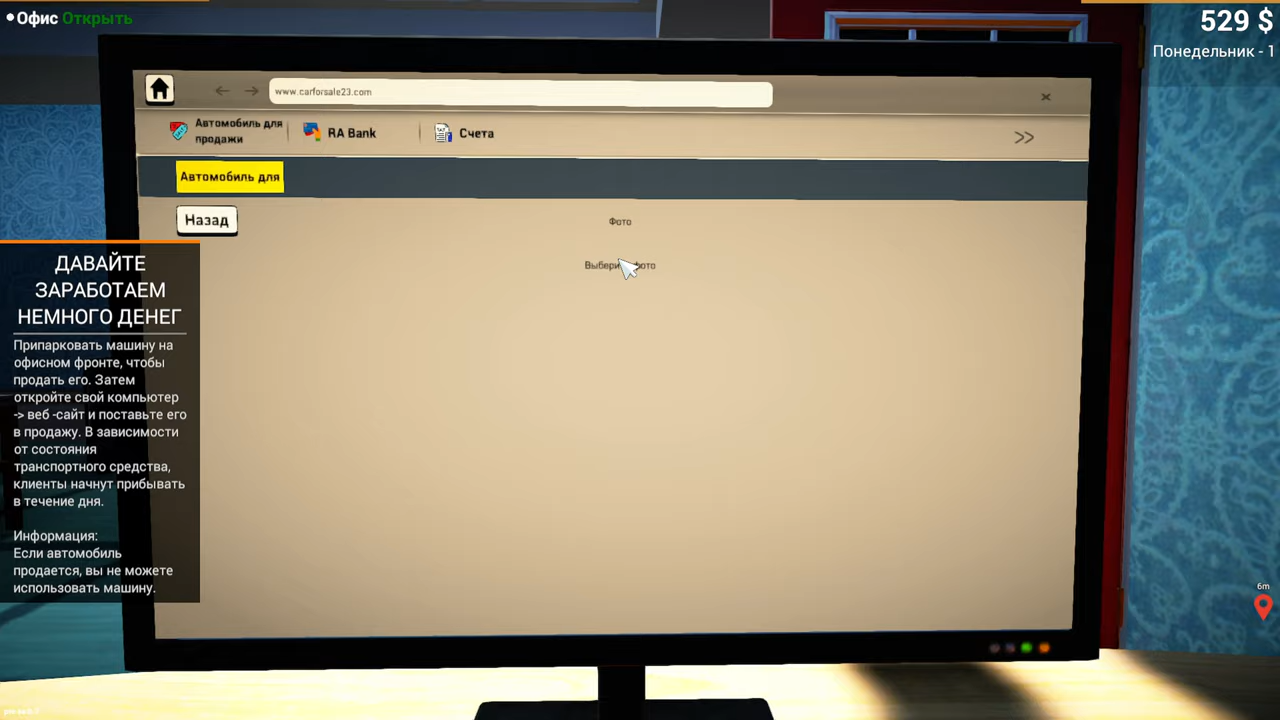 Офис Открыть
529 $
Понедельник - 1
www.carforsale23.com
Автомобиль для
продажи
RA Bank
Счета
>>
Автомобиль для
Назад
Фото
ДАВАЙТЕ
ЗАРАБОТАЕМ
НЕМНОГО ДЕНЕГ
Припарковать машину на
офисном фронте, чтобы
продать его. Затем
откройте свой компьютер
-> веб -сайт и поставьте его
в продажу. В зависимости
от состояния
транспортного средства,
клиенты начнут прибывать
в течение дня.
Информация:
Если автомобиль
продается, вы не можете
использовать машину.
6m